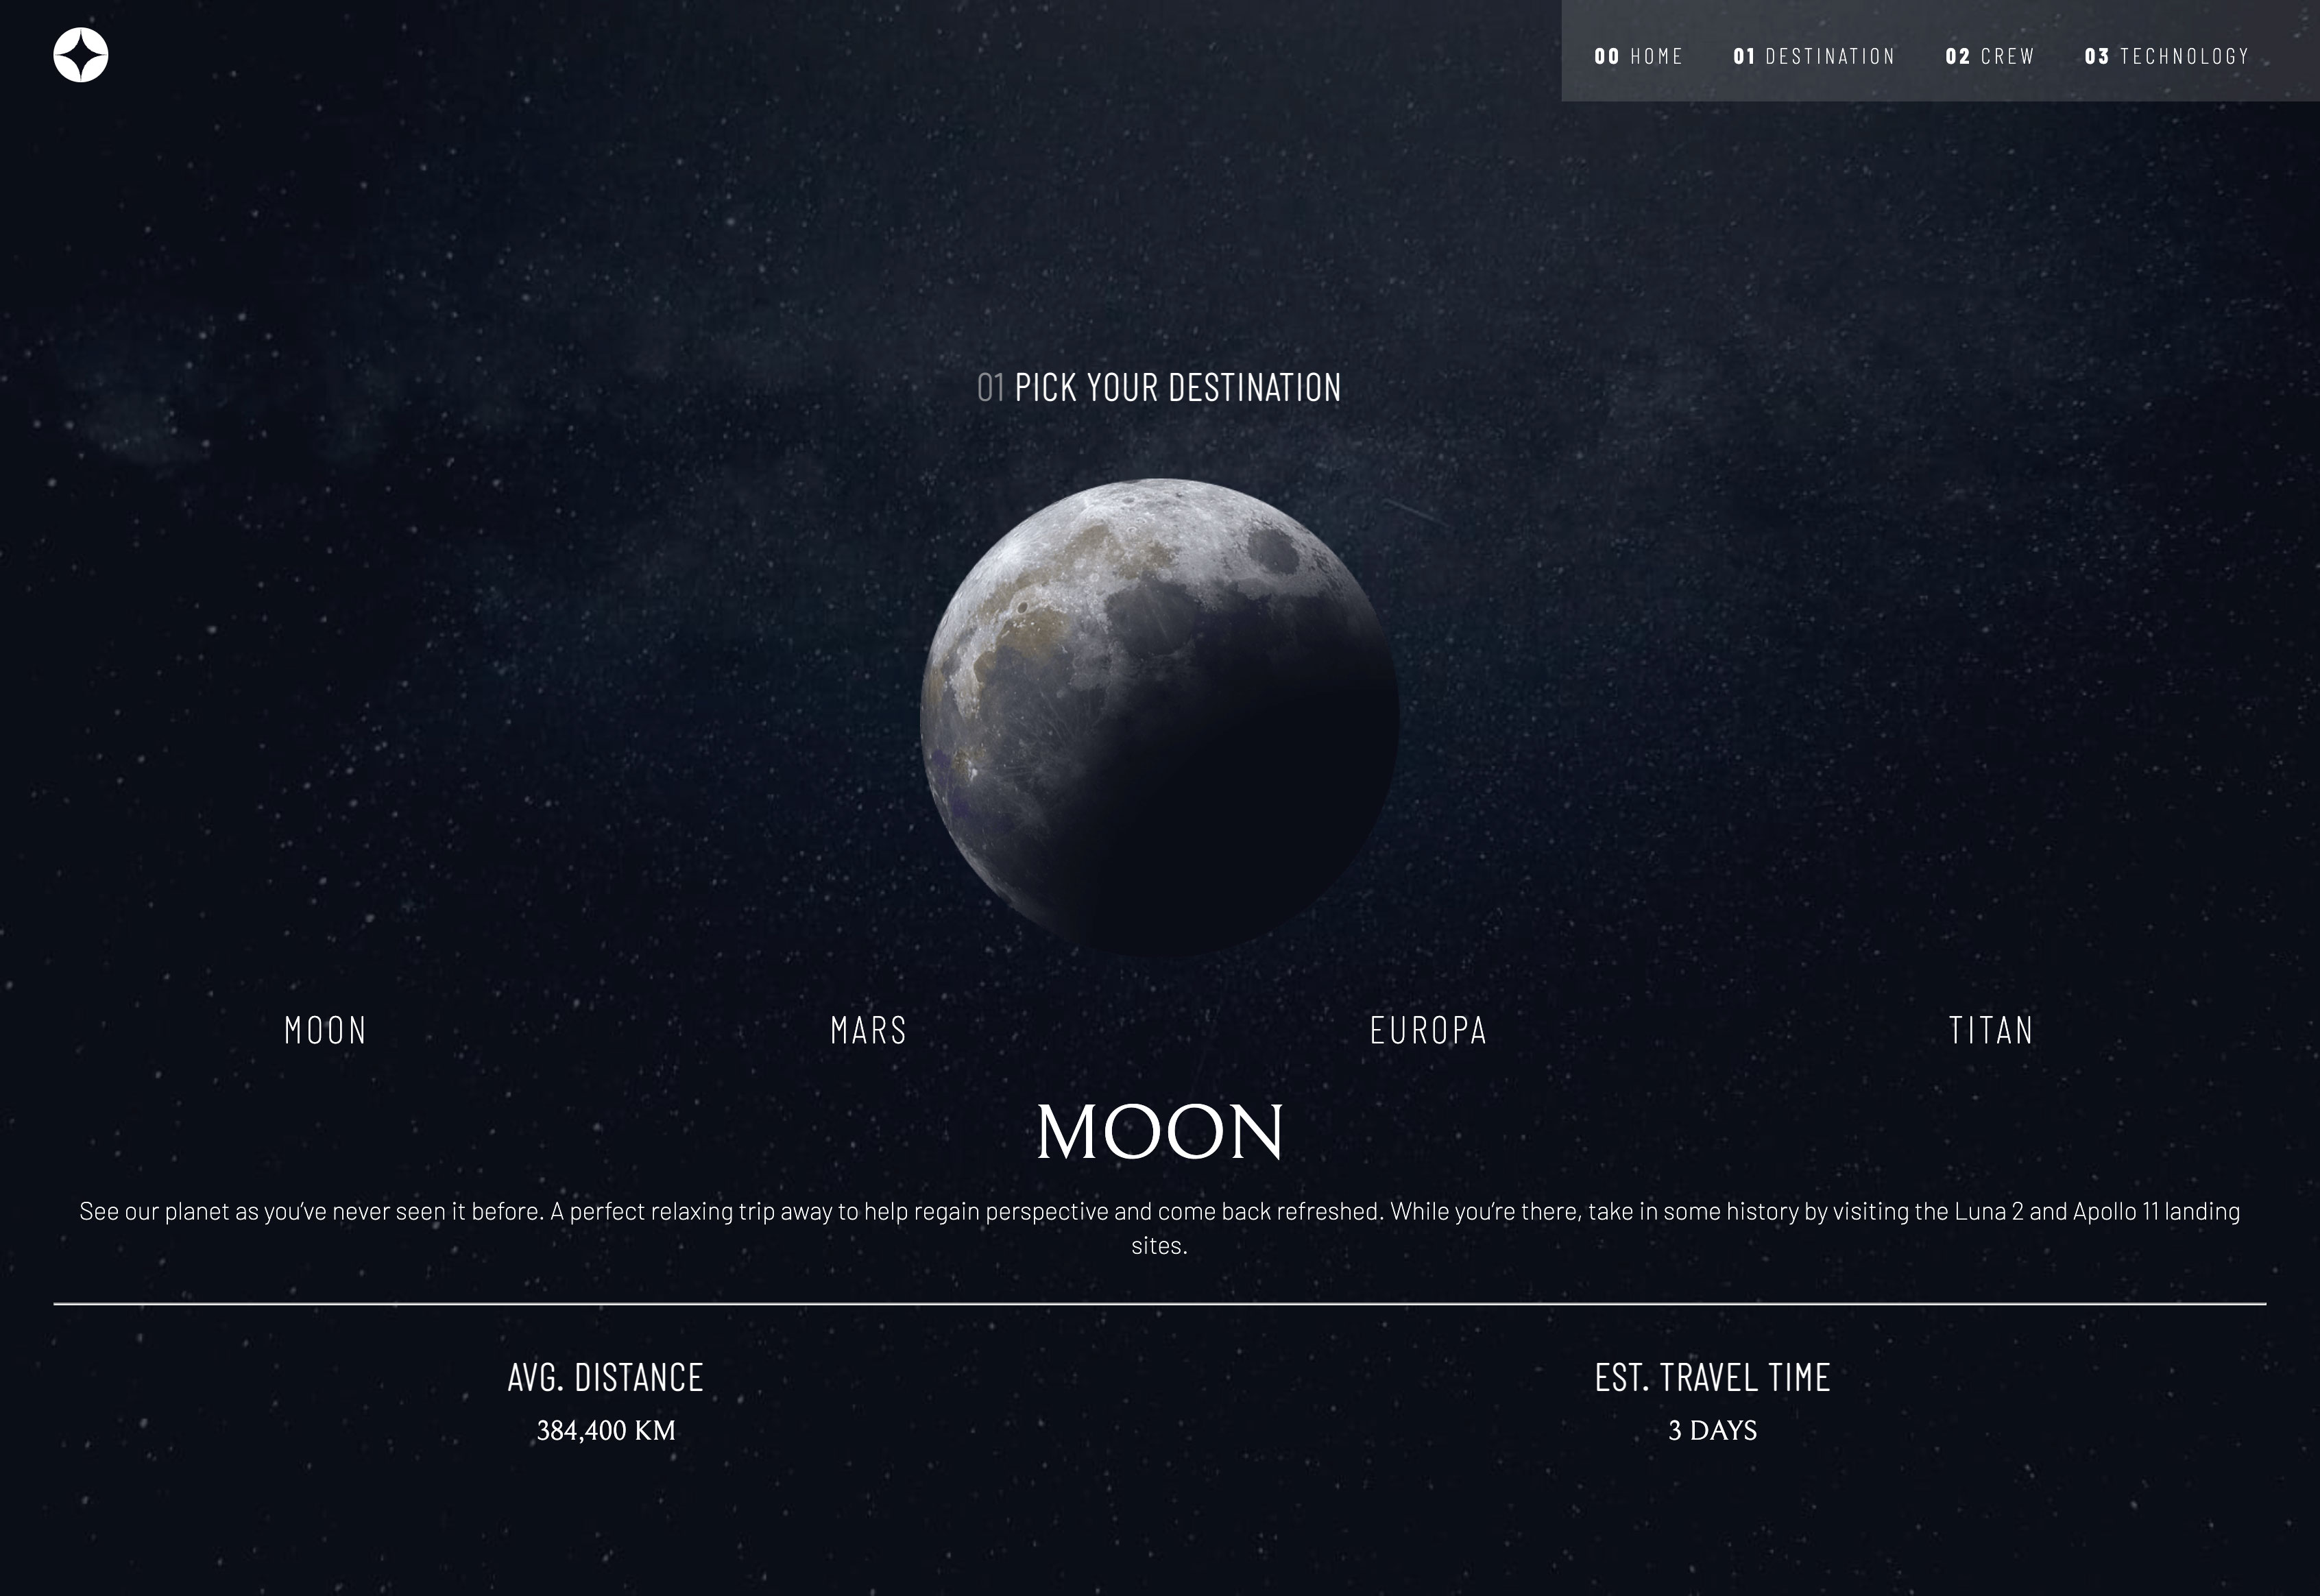 00 HOME 01 DESTINATION 02 CREW 03 TECHNOLOGY
01 PICK YOUR DESTINATION
MOON MARS EUROPA TITAN
MOON
See our planet as you’ve never seen it before. A perfect relaxing trip away to help regain perspective and come back refreshed. While you’re there, take in some history by visiting the Luna 2 and Apollo 11 landing
sites.
AVG. DISTANCE EST. TRAVEL TIME
384,400 KM 3 DAYS